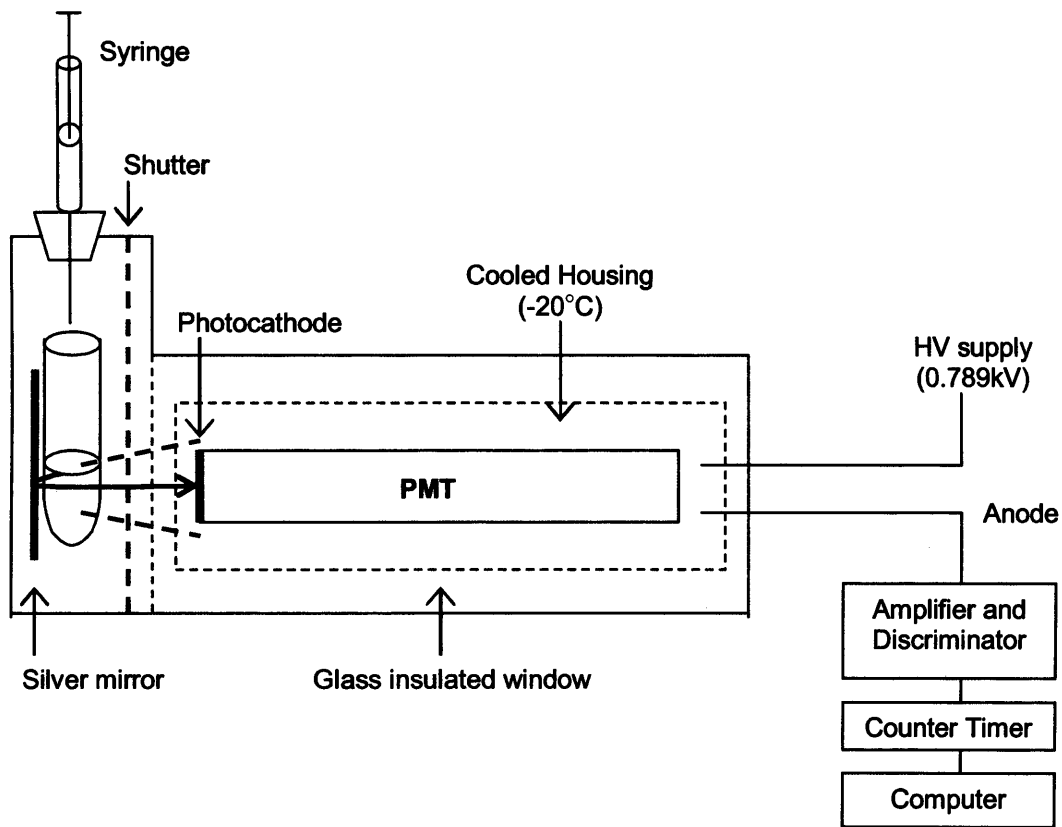 Syringe
Shutter
Cooled Housing
(-20°C)
Photocathode
HV supply
(0.789kV)
PMT
Anode
Amplifier and
Discriminator
Silver mirror
Glass insulated window
Counter Timer
Computer